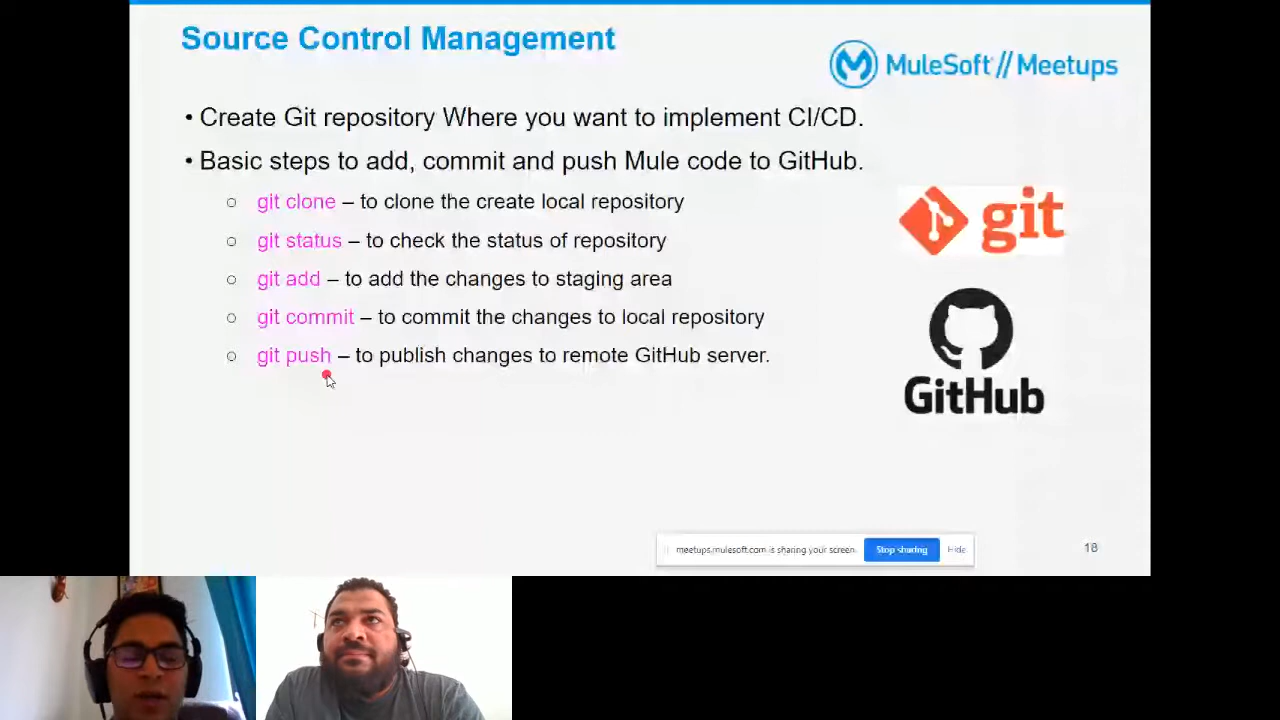 Source Control Management
MuleSoft // Meetups
• Create Git repository Where you want to implement CI/CD.
• Basic steps to add, commit and push Mule code to GitHub.
○ git clone – to clone the create local repository
○ git status – to check the status of repository
○ git add – to add the changes to staging area
○ git commit – to commit the changes to local repository
○ git push – to publish changes to remote GitHub server.
git
GitHub
meetups.mulesoft.com is sharing your screen.
Stop sharing
Hide
18